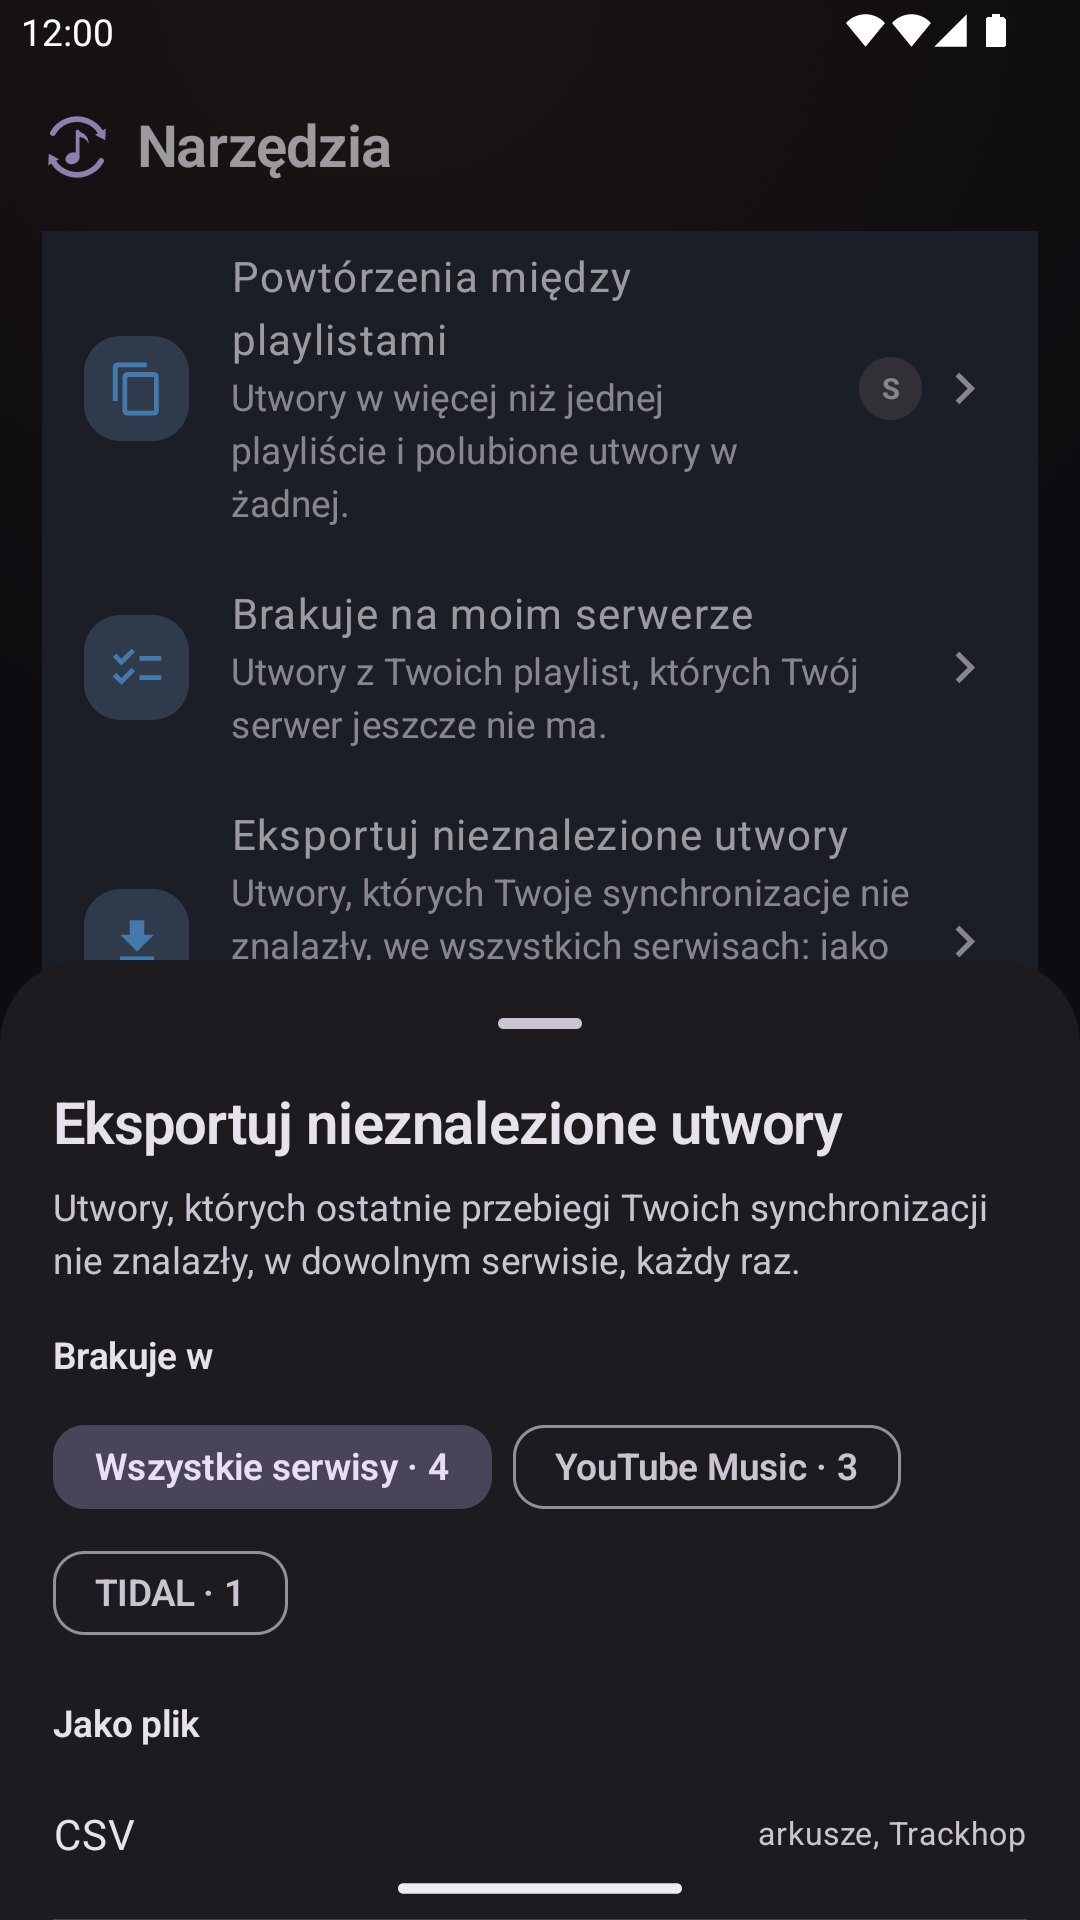 12:00
Narzędzia
Powtórzenia między
playlistami
Utwory w więcej niż jednej
playliście i polubione utwory w
żadnej.
S
Brakuje na moim serwerze
Utwory z Twoich playlist, których Twój
serwer jeszcze nie ma.
Eksportuj nieznalezione utwory
Utwory, których Twoje synchronizacje nie
znalazły, we wszystkich serwisach: jako
Eksportuj nieznalezione utwory
Utwory, których ostatnie przebiegi Twoich synchronizacji
nie znalazły, w dowolnym serwisie, każdy raz.
Brakuje w
Wszystkie serwisy · 4
YouTube Music · 3
TIDAL · 1
Jako plik
CSV
arkusze, Trackhop